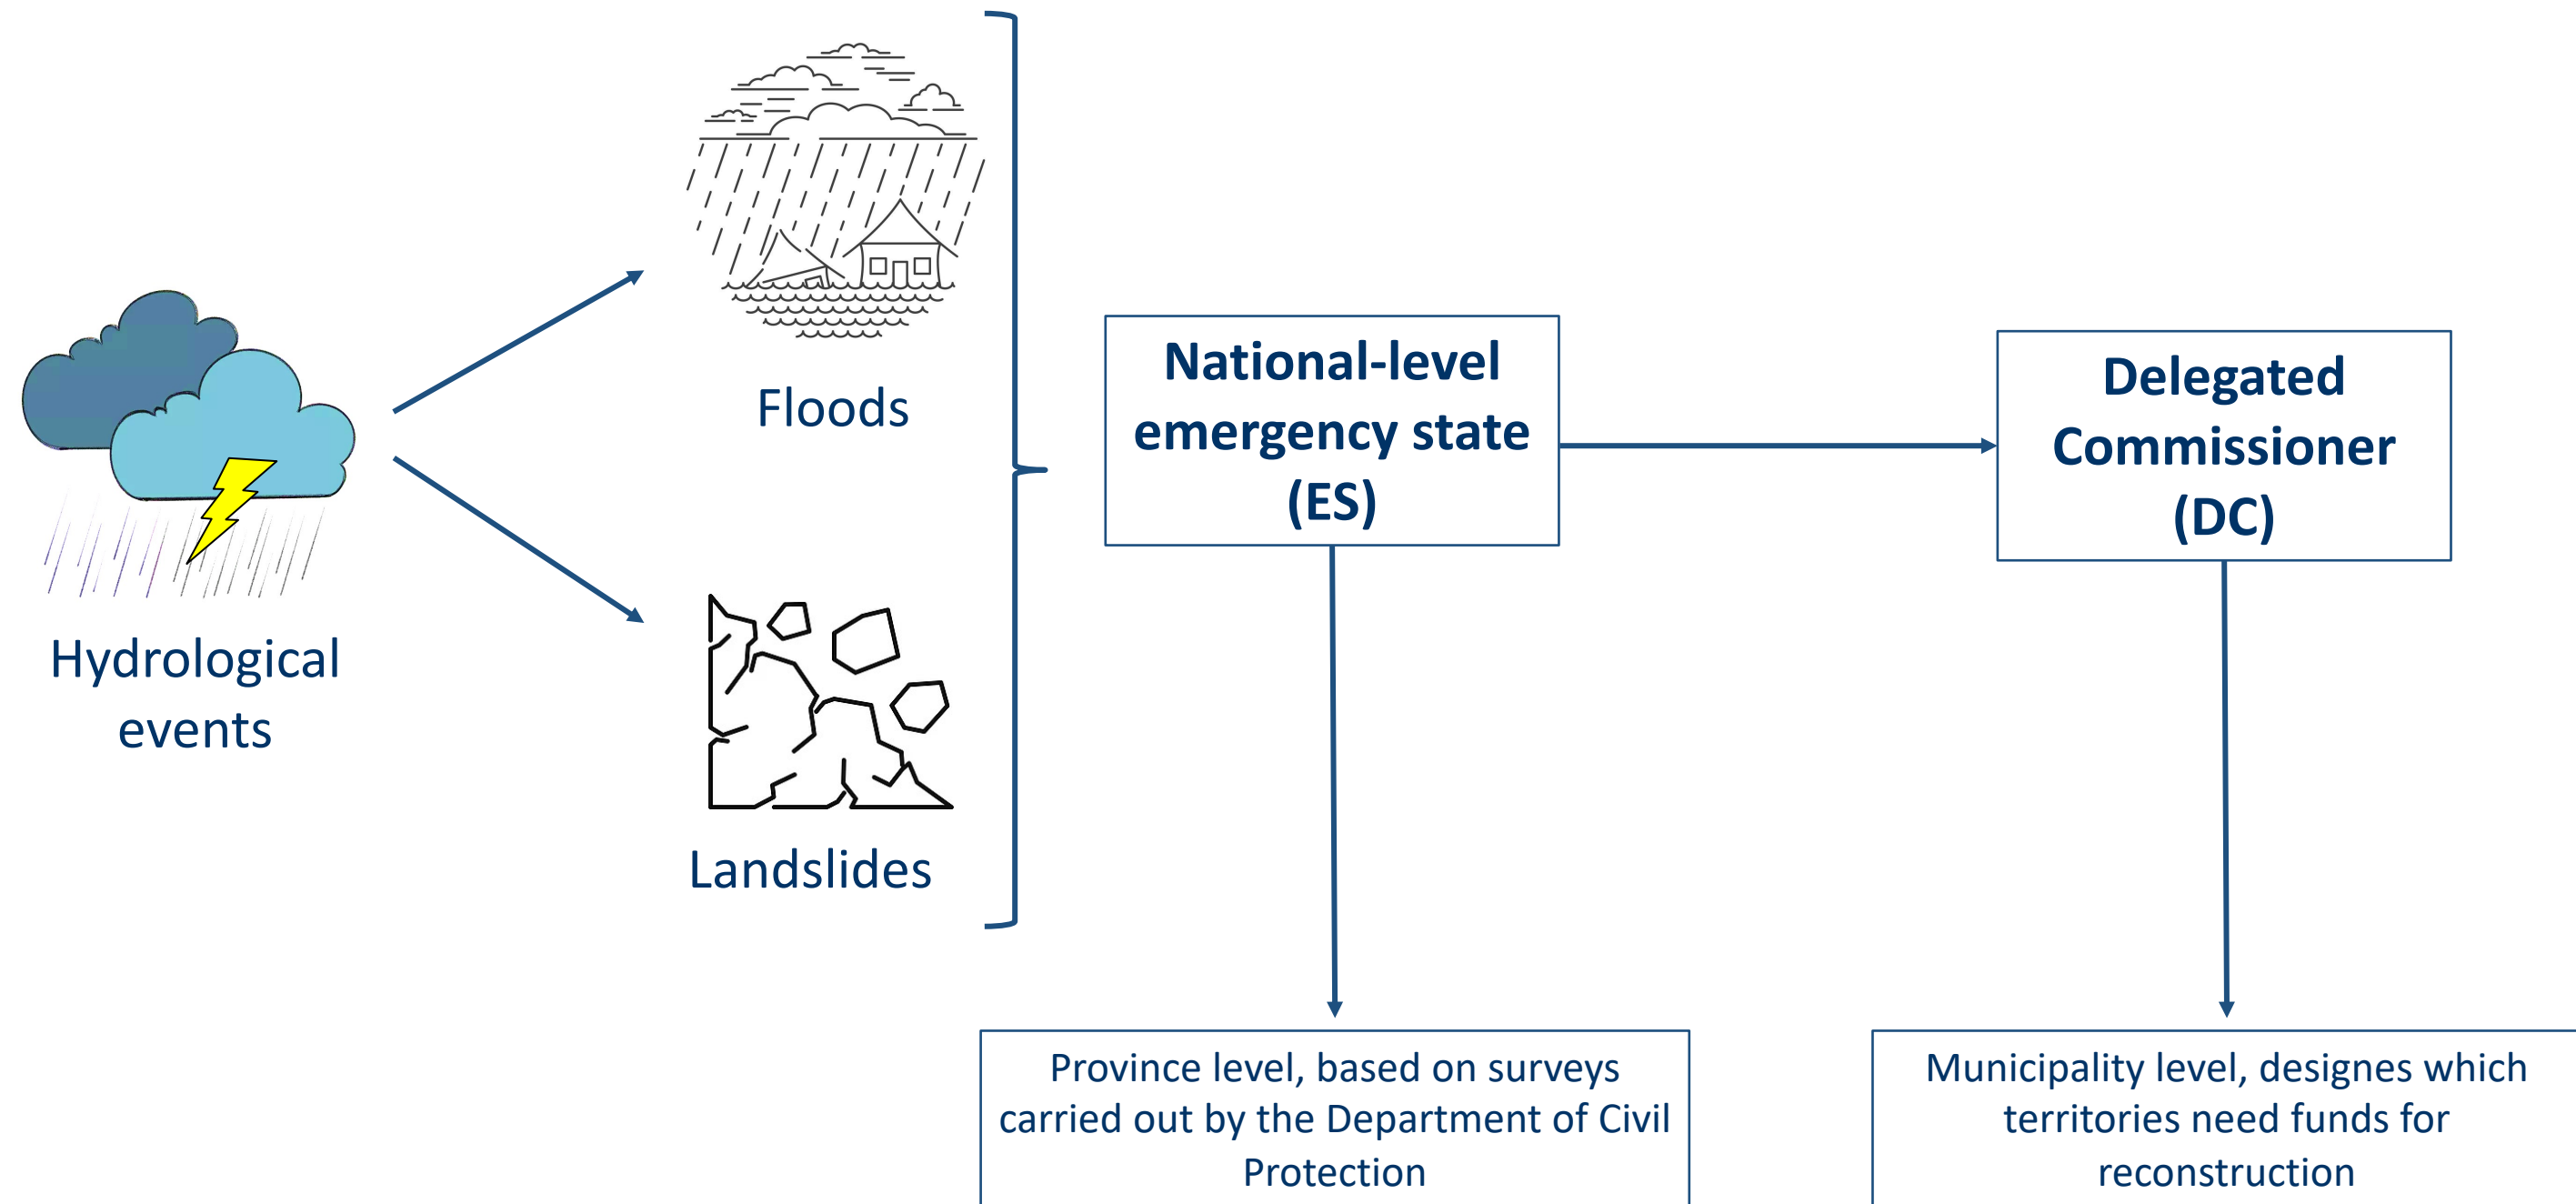 Hydrological
events
Floods
Landslides
National-level
emergency state
(ES)
Delegated
Commissioner
(DC)
Province level, based on surveys
carried out by the Department of Civil
Protection
Municipality level, designes which
territories need funds for
reconstruction